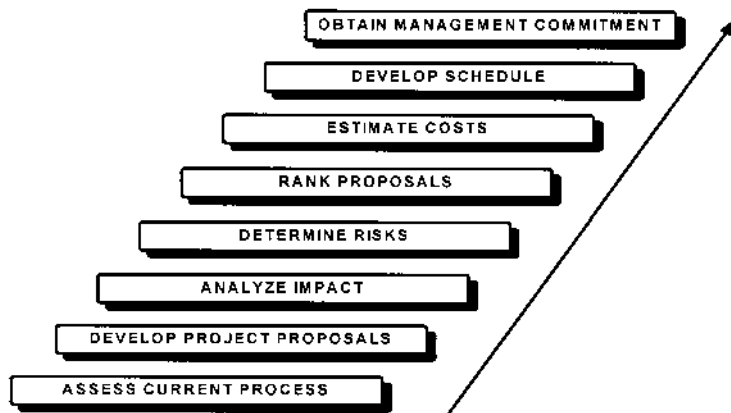 OBTAIN MANAGEMENT COMMITMENT
DEVELOP SCHEDULE
ESTIMATE COSTS
RANK PROPOSALS
DETERMINE RISKS
ANALYZE IMPACT
DEVELOP PROJECT PROPOSALS
ASSESS CURRENT PROCESS